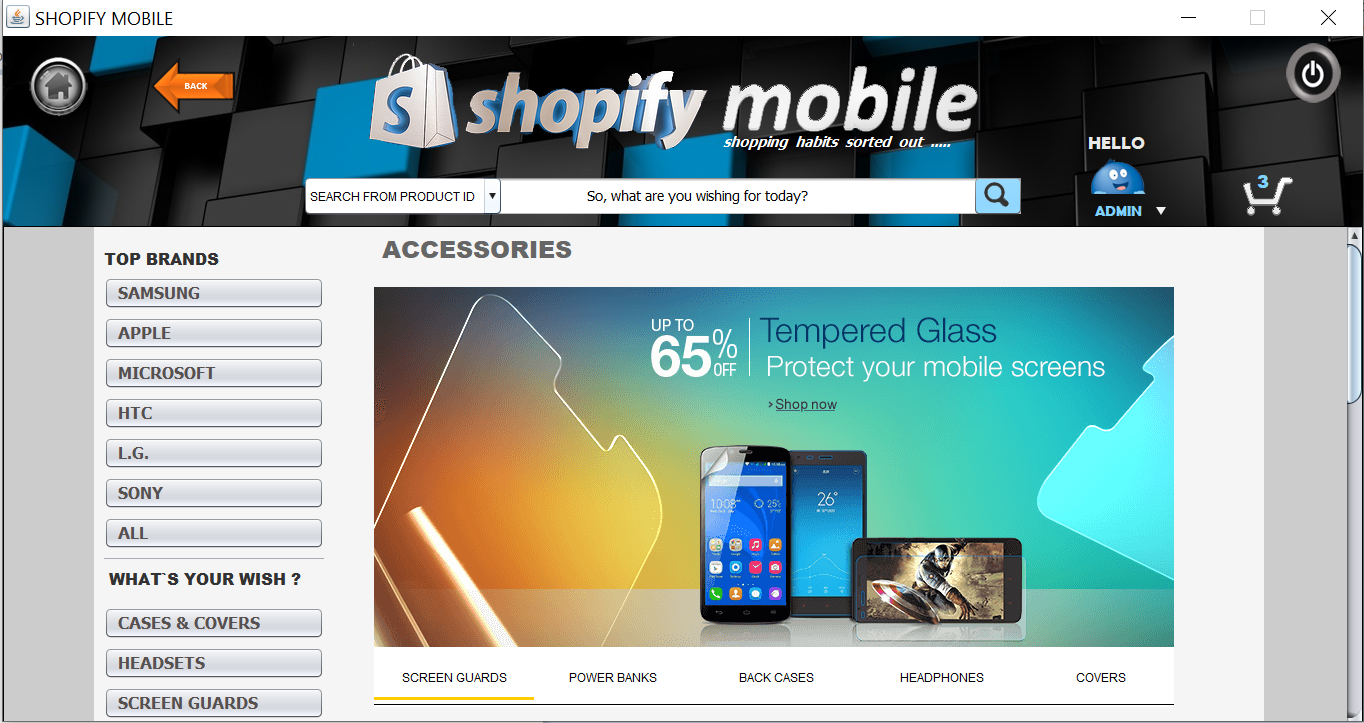 SHOPIFY MOBILE
BACK
S shopify mobile
shopping habits sorted out .....
HELLO
SEARCH FROM PRODUCT ID
So, what are you wishing for today?
ADMIN
3
TOP BRANDS
SAMSUNG
APPLE
MICROSOFT
HTC
L.G.
SONY
ALL
WHAT`S YOUR WISH ?
CASES & COVERS
HEADSETS
SCREEN GUARDS
ACCESSORIES
UP TO
65% OFF
Tempered Glass
Protect your mobile screens
› Shop now
10:08
25°
26°
SCREEN GUARDS
POWER BANKS
BACK CASES
HEADPHONES
COVERS